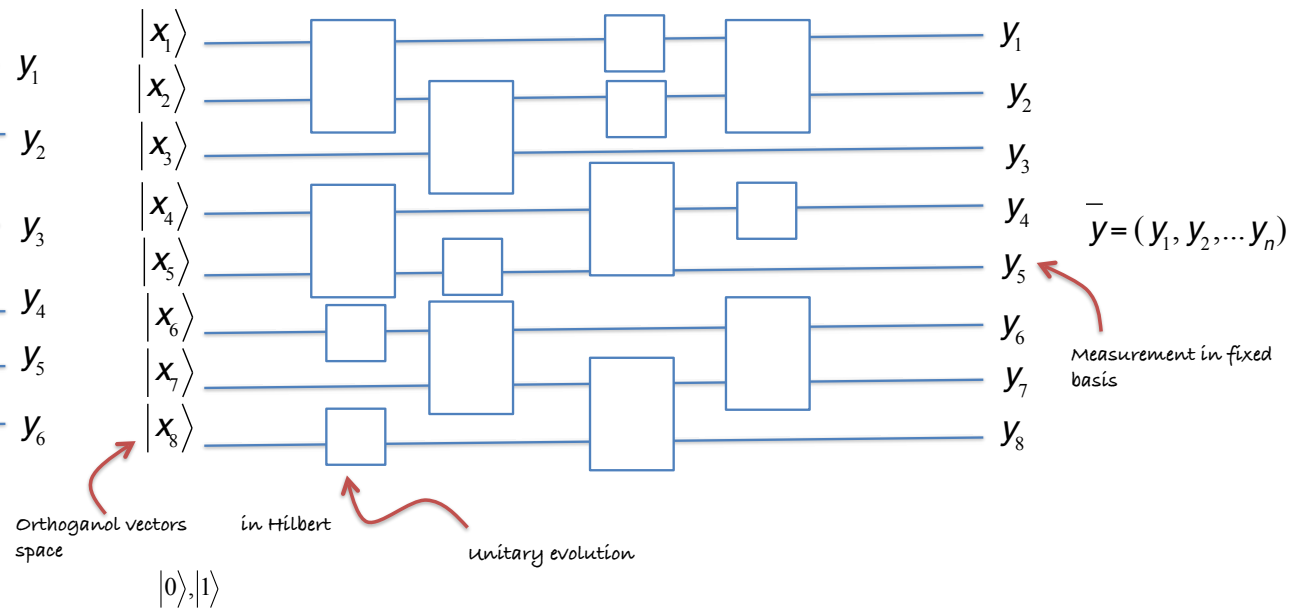 y₁
y₂
y₃
y₄
y₅
y₆
|x₁⟩
|x₂⟩
|x₃⟩
|x₄⟩
|x₅⟩
|x₆⟩
|x₇⟩
|x₈⟩
y₁
y₂
y₃
y₄
y₅
y₆
y₇
y₈
y̅ = (y₁, y₂,... yₙ)
Measurement in fixed
basis
Orthoganol vectors in Hilbert
space
Unitary evolution
|0⟩,|1⟩